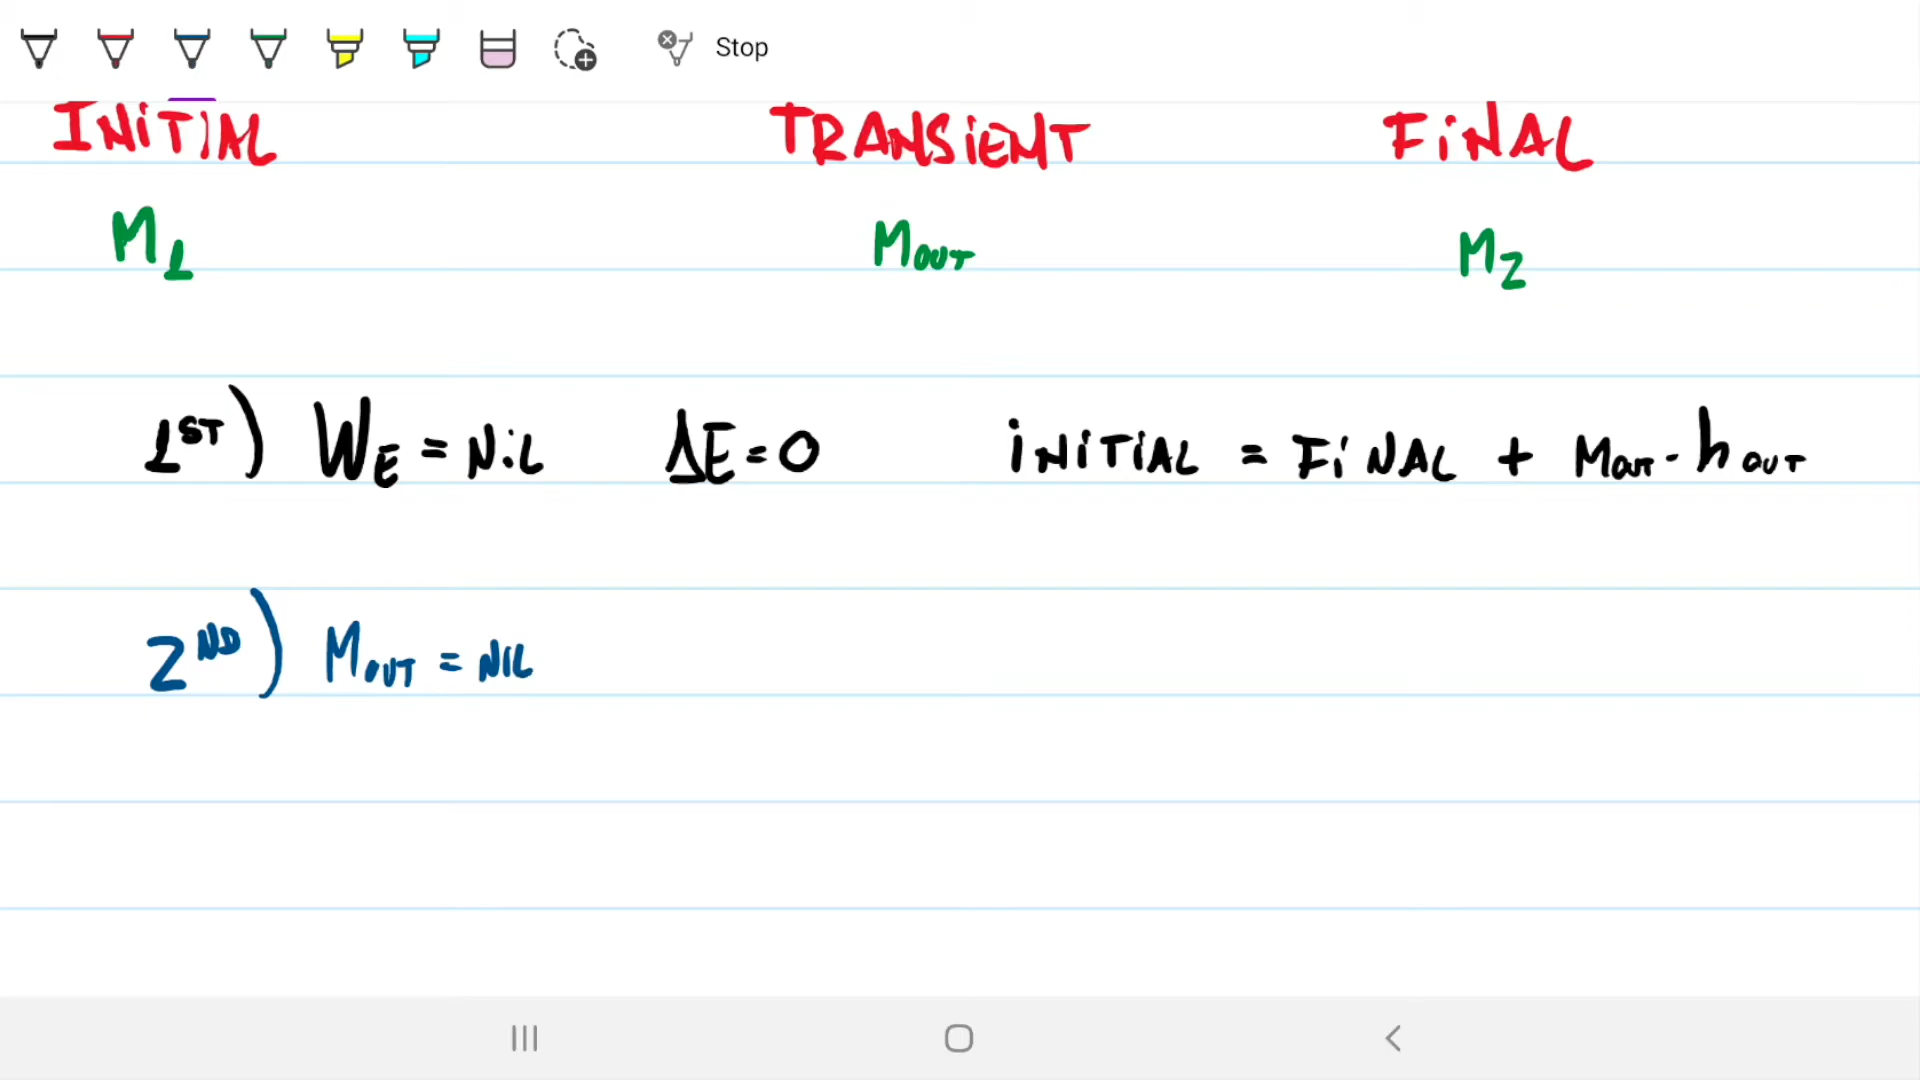 Stop
INITIAL TRANSIENT FINAL
M1 MOUT M2
1ST) WE = NIL ΔE = 0 INITIAL = FINAL + MOUT · hOUT
2ND) MOUT = NIL